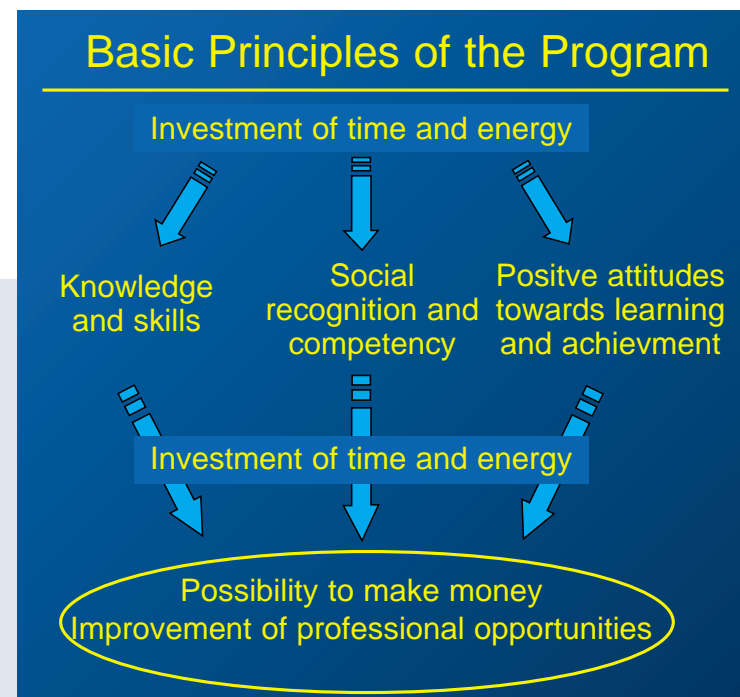 Basic Principles of the Program
Investment of time and energy
Knowledge
and skills
Social
recognition and
competency
Positve attitudes
towards learning
and achievment
Investment of time and energy
Possibility to make money
Improvement of professional opportunities